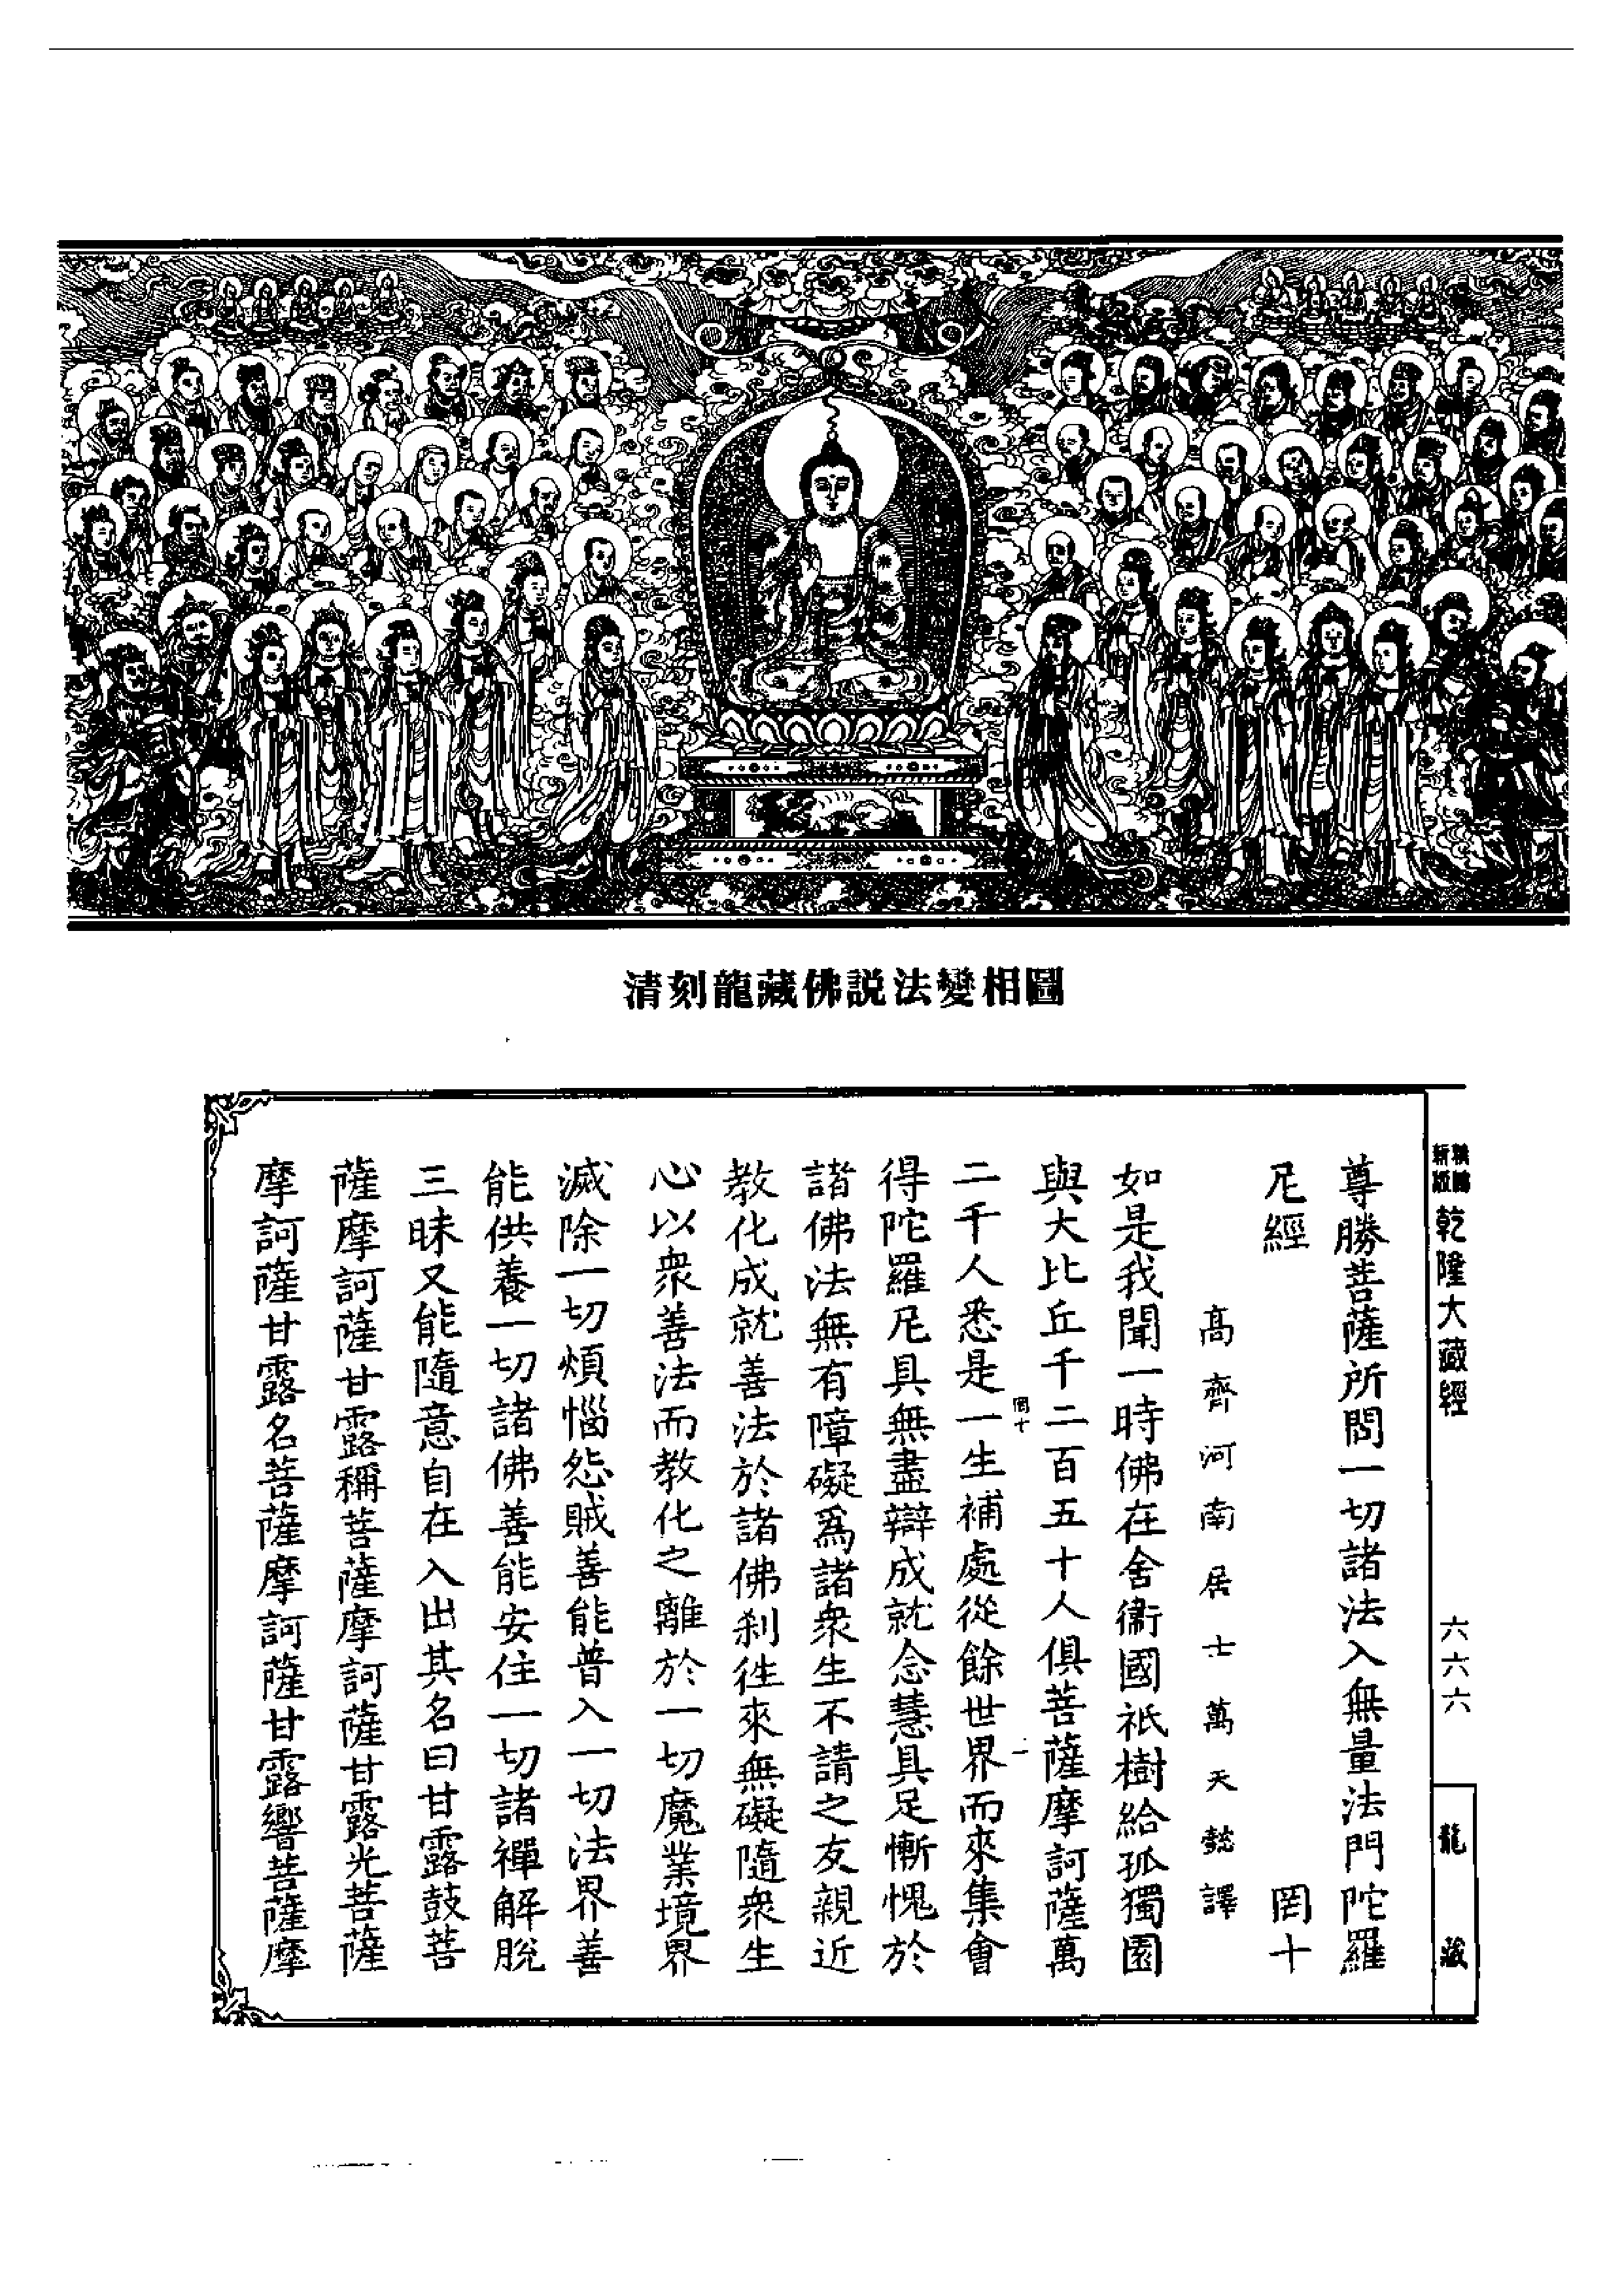 清刻龍藏佛説法變相圖
乾隆大藏經
六六六
龍藏
尊勝菩薩所問一切諸法入無量法門陀羅
尼經 罔十
高齊河南居士萬天懿譯
如是我聞一時佛在舍衞國祇樹給孤獨園
與大比丘千二百五十人俱菩薩摩訶薩萬
罔十 一
二千人悉是一生補處從餘世界而來集會
得陀羅尼具無盡辯成就念慧具足慚愧於
諸佛法無有障礙爲諸衆生不請之友親近
教化成就善法於諸佛刹徃來無礙隨衆生
心以衆善法而教化之離於一切魔業境界
滅除一切煩惱怨賊善能普入一切法界善
能供養一切諸佛善能安住一切諸禪解脫
三昧又能隨意自在入出其名曰甘露鼓菩
薩摩訶薩甘露稱菩薩摩訶薩甘露光菩薩
摩訶薩甘露名菩薩摩訶薩甘露響菩薩摩